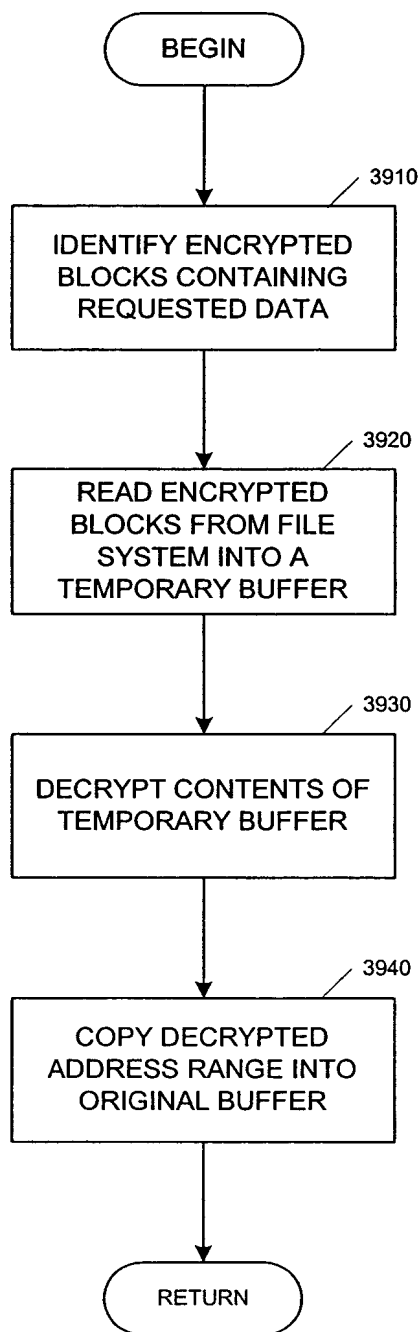 BEGIN
3910
IDENTIFY ENCRYPTED
BLOCKS CONTAINING
REQUESTED DATA
3920
READ ENCRYPTED
BLOCKS FROM FILE
SYSTEM INTO A
TEMPORARY BUFFER
3930
DECRYPT CONTENTS OF
TEMPORARY BUFFER
3940
COPY DECRYPTED
ADDRESS RANGE INTO
ORIGINAL BUFFER
RETURN